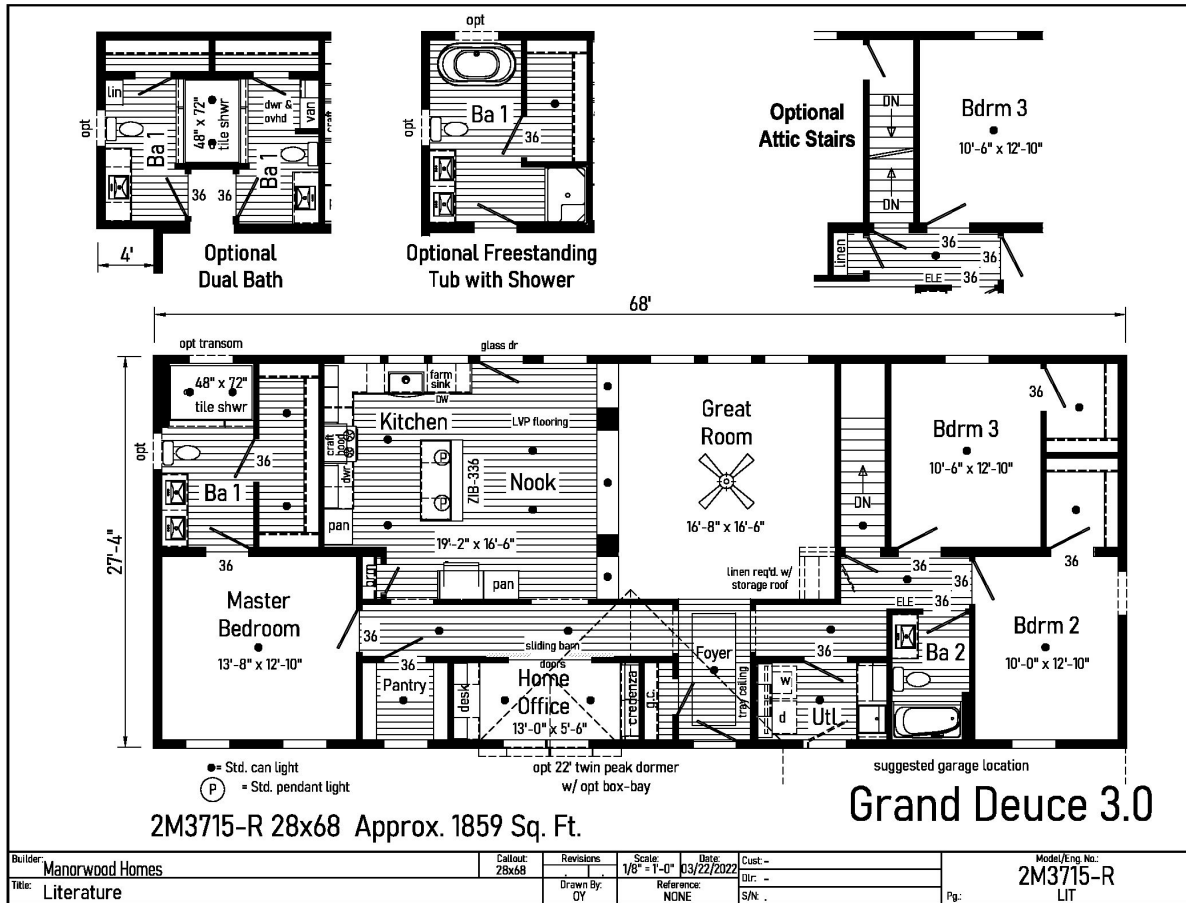 opt
lin
48" x 72"
tile shwr
dwr &
ovhd
van
craft
opt
Ba 1
Ba 1
36
36
4'
Optional
Dual Bath
opt
opt
Ba 1
36
Optional Freestanding
Tub with Shower
Optional
Attic Stairs
DN
DN
Bdrm 3
10'-6" x 12'-10"
linen
36
36
ELE
36
68'
27'-4"
opt transom
48" x 72"
tile shwr
opt
36
Ba 1
36
Master
Bedroom
13'-8" x 12'-10"
36
glass dr
farm
sink
DW
Kitchen
LVP flooring
craft
hood
dwr
P
P
ZIB-336
Nook
pan
19'-2" x 16'-6"
pan
Great
Room
16'-8" x 16'-6"
linen req'd. w/
storage roof
DN
Bdrm 3
10'-6" x 12'-10"
36
36
36
36
ELE
36
Bdrm 2
10'-0" x 12'-10"
Ba 2
sliding barn
doors
36
Pantry
desk
Home
Office
13'-0" x 5'-6"
credenza
g.c.
Foyer
tray ceiling
36
w
d
Utl
= Std. can light
P = Std. pendant light
opt 22' twin peak dormer
w/ opt box-bay
suggested garage location
Grand Deuce 3.0
2M3715-R 28x68 Approx. 1859 Sq. Ft.
Builder: Manorwood Homes
Callout: 28x68
Revisions
Scale: 1/8" = 1'-0"
Date: 03/22/2022
Cust: -
Dlr: -
S/N: .
Model/Eng. No.:
2M3715-R
Title: Literature
Drawn By:
OY
Reference:
NONE
Pg.: LIT